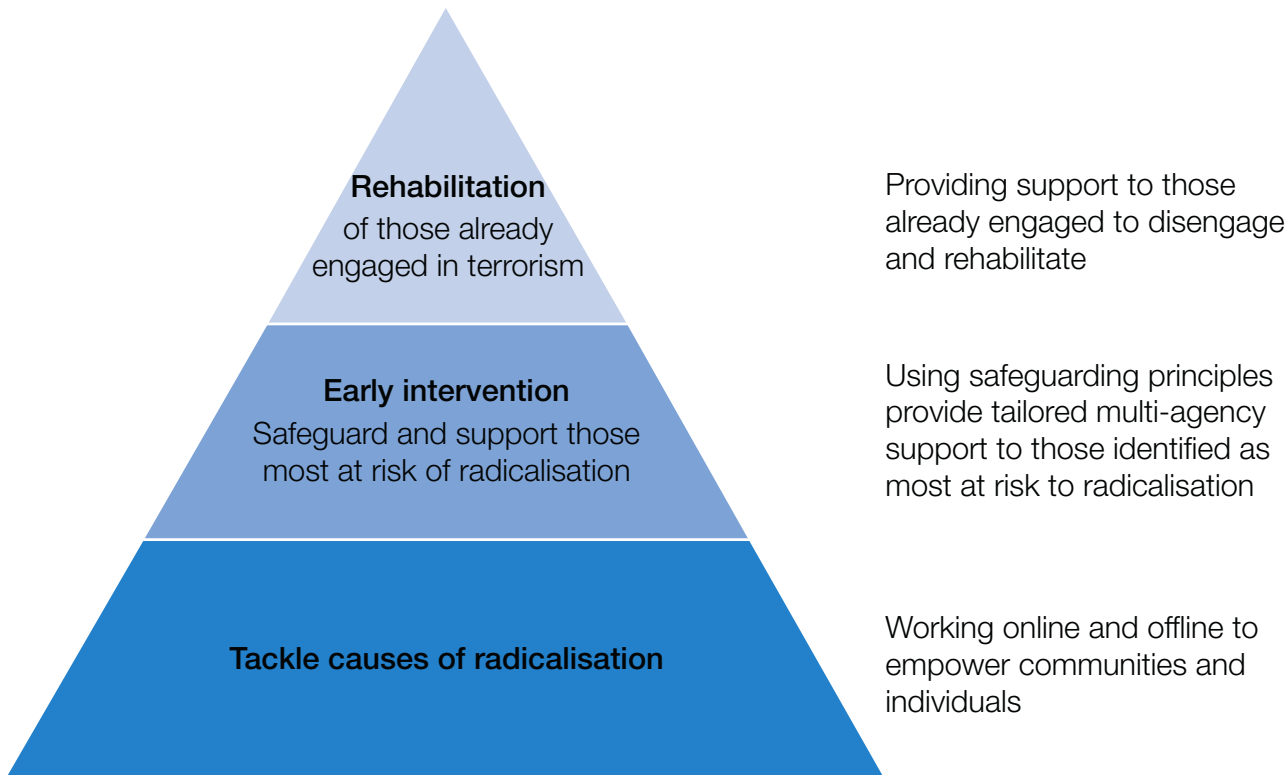 Rehabilitation
of those already
engaged in terrorism
Providing support to those
already engaged to disengage
and rehabilitate
Early intervention
Safeguard and support those
most at risk of radicalisation
Using safeguarding principles
provide tailored multi-agency
support to those identified as
most at risk to radicalisation
Tackle causes of radicalisation
Working online and offline to
empower communities and
individuals